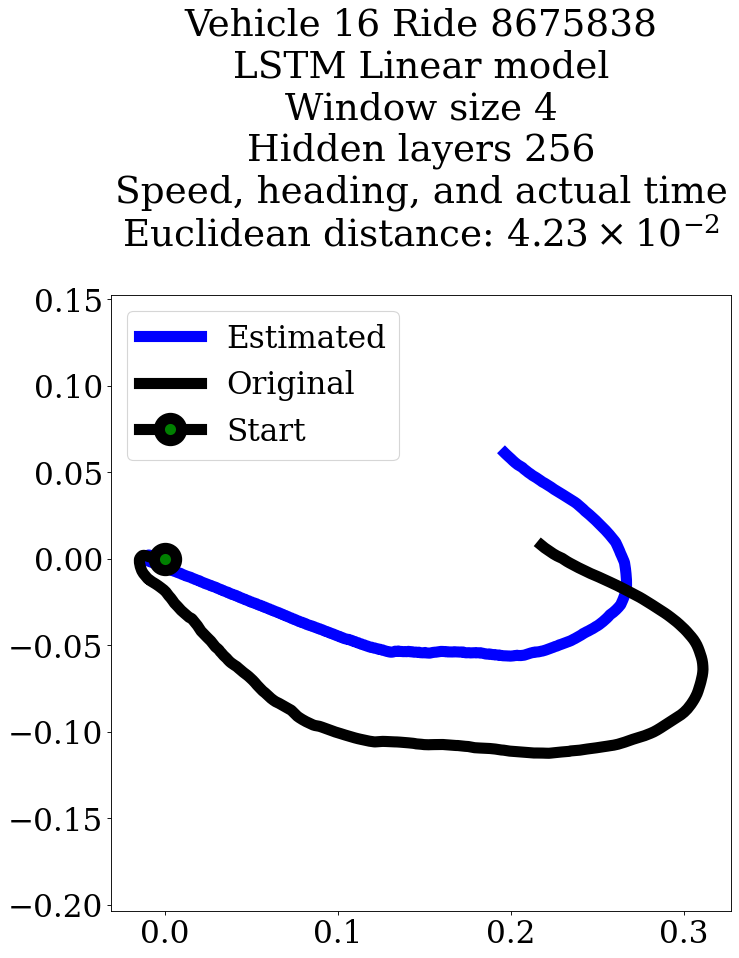 Vehicle 16 Ride 8675838
LSTM Linear model
Window size 4
Hidden layers 256
Speed, heading, and actual time
Euclidean distance: 4.23 × 10⁻²
0.15
Estimated
0.10
Original
Start
0.05
0.00
−0.05
−0.10
−0.15
−0.20
0.0 0.1 0.2 0.3